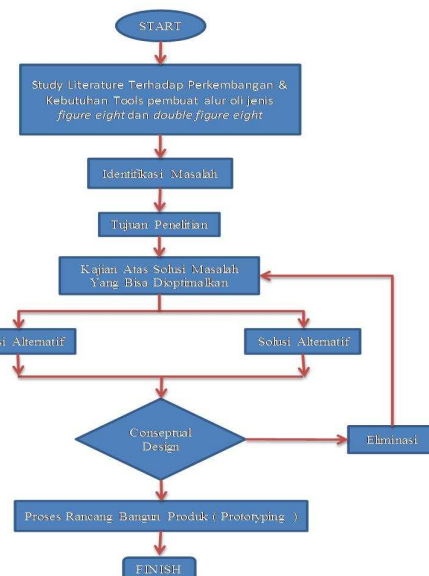 START
Study Literature Terhadap Perkembangan &
Kebutuhan Tools pembuat alur oli jenis
figure eight dan double figure eight
Identifikasi Masalah
Tujuan Penelitian
Kajian Atas Solusi Masalah
Yang Bisa Dioptimalkan
si Alternatif
Solusi Alternatif
Conseptual
Design
Eliminasi
Proses Rancang Bangun Produk ( Prototyping )
FINISH